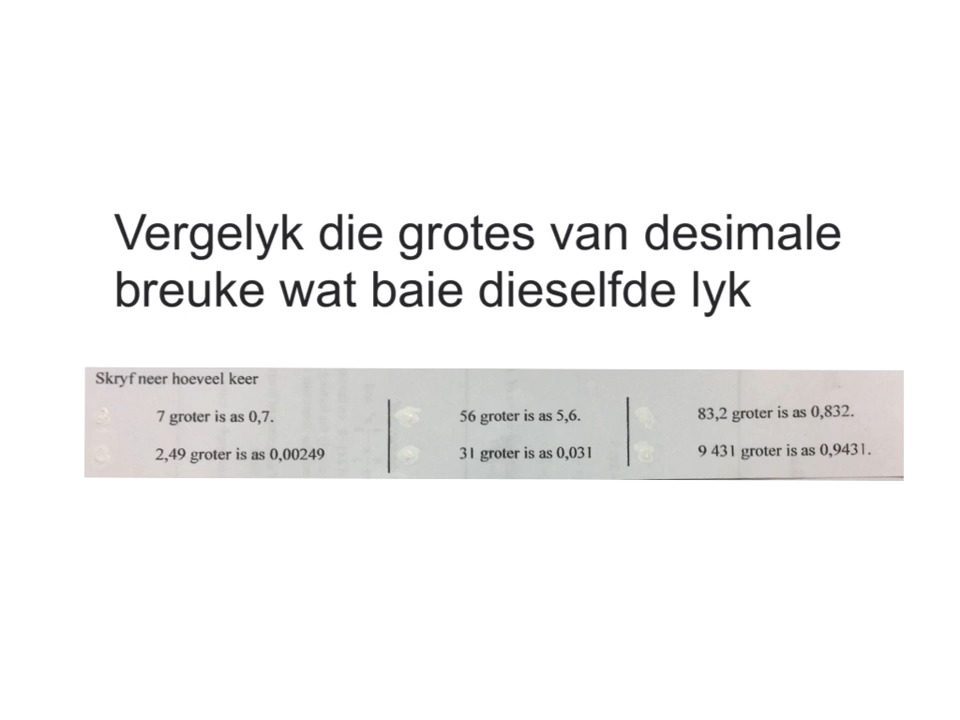 Vergelyk die grotes van desimale
breuke wat baie dieselfde lyk
Skryf neer hoeveel keer
7 groter is as 0,7.
56 groter is as 5,6.
83,2 groter is as 0,832.
2,49 groter is as 0,00249
31 groter is as 0,031
9 431 groter is as 0,9431.